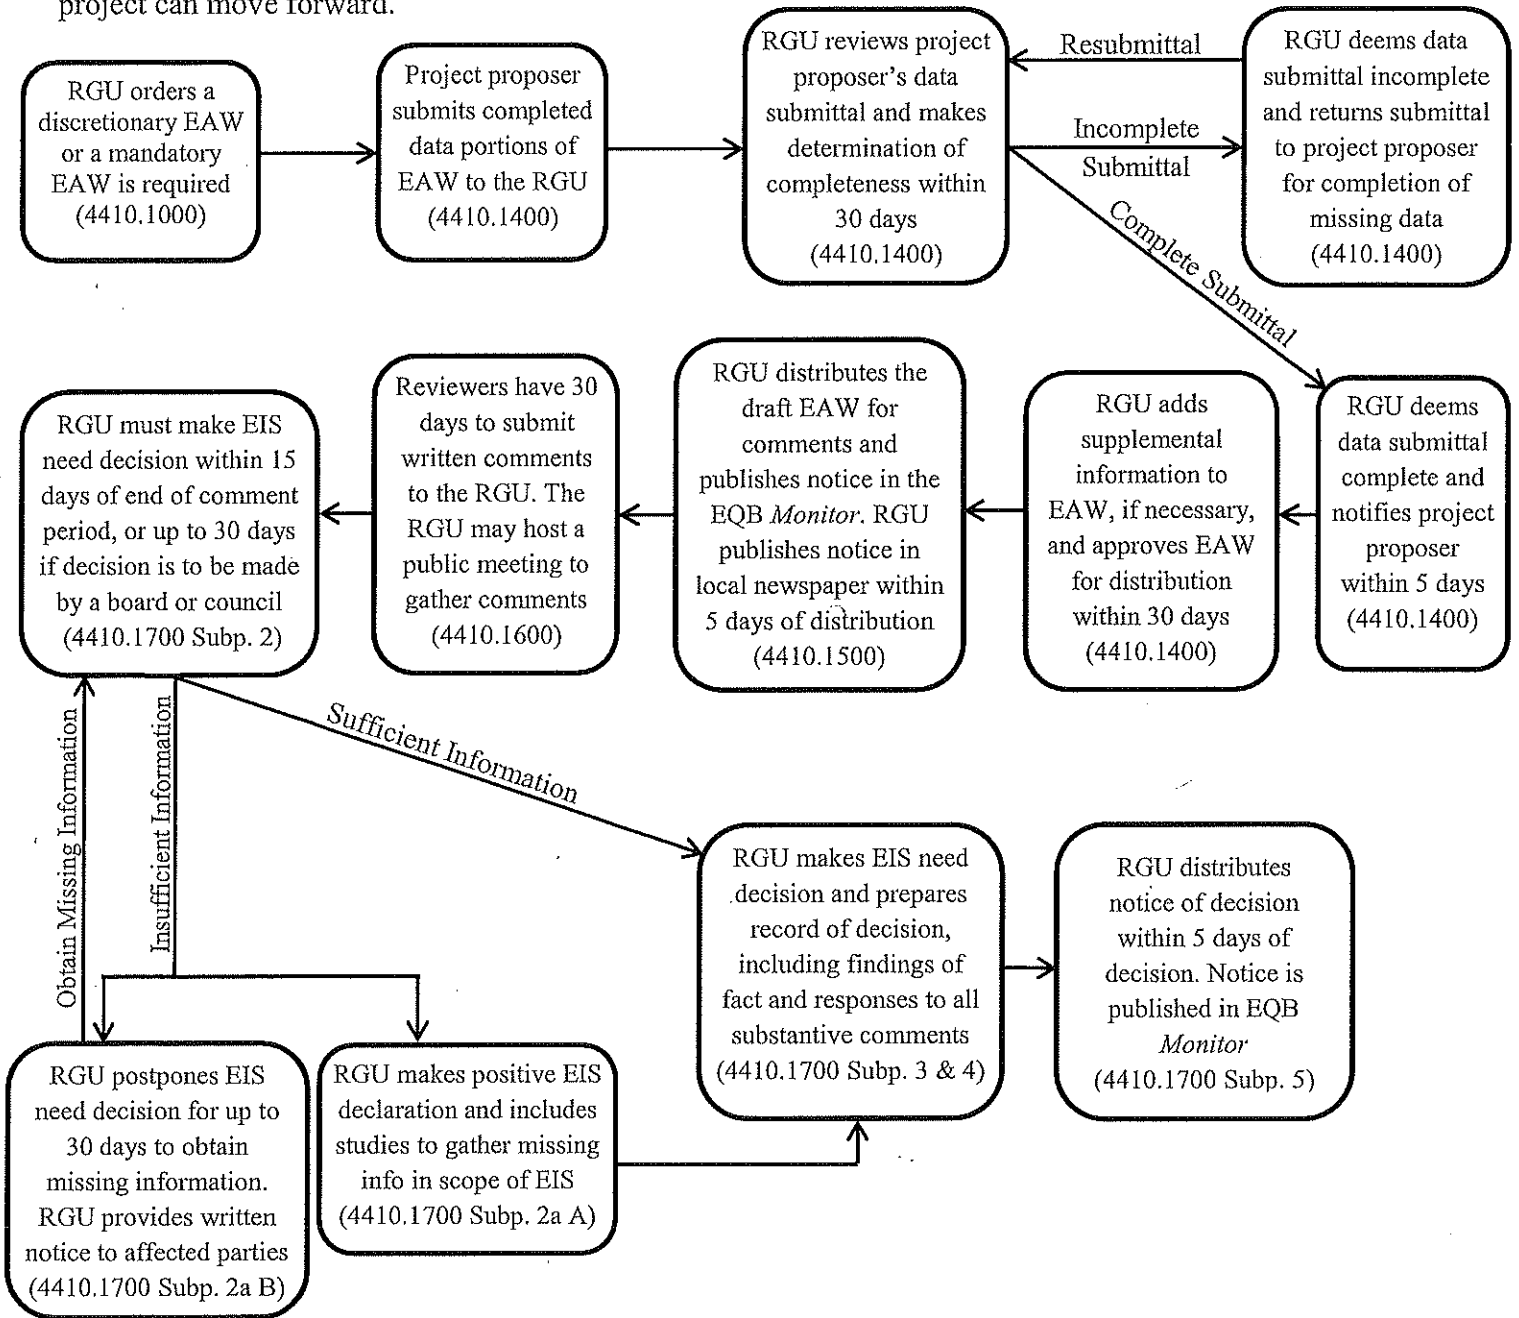 project can move forward.
RGU orders a
discretionary EAW
or a mandatory
EAW is required
(4410.1000)
Project proposer
submits completed
data portions of
EAW to the RGU
(4410.1400)
RGU reviews project
proposer's data
submittal and makes
determination of
completeness within
30 days
(4410.1400)
Resubmittal
Incomplete
Submittal
RGU deems data
submittal incomplete
and returns submittal
to project proposer
for completion of
missing data
(4410.1400)
Complete Submittal
RGU deems
data submittal
complete and
notifies project
proposer
within 5 days
(4410.1400)
RGU adds
supplemental
information to
EAW, if necessary,
and approves EAW
for distribution
within 30 days
(4410.1400)
RGU distributes the
draft EAW for
comments and
publishes notice in the
EQB Monitor. RGU
publishes notice in
local newspaper within
5 days of distribution
(4410.1500)
Reviewers have 30
days to submit
written comments
to the RGU. The
RGU may host a
public meeting to
gather comments
(4410.1600)
RGU must make EIS
need decision within 15
days of end of comment
period, or up to 30 days
if decision is to be made
by a board or council
(4410.1700 Subp. 2)
Obtain Missing Information
Insufficient Information
Sufficient Information
RGU postpones EIS
need decision for up to
30 days to obtain
missing information.
RGU provides written
notice to affected parties
(4410.1700 Subp. 2a B)
RGU makes positive EIS
declaration and includes
studies to gather missing
info in scope of EIS
(4410.1700 Subp. 2a A)
RGU makes EIS need
decision and prepares
record of decision,
including findings of
fact and responses to all
substantive comments
(4410.1700 Subp. 3 & 4)
RGU distributes
notice of decision
within 5 days of
decision. Notice is
published in EQB
Monitor
(4410.1700 Subp. 5)